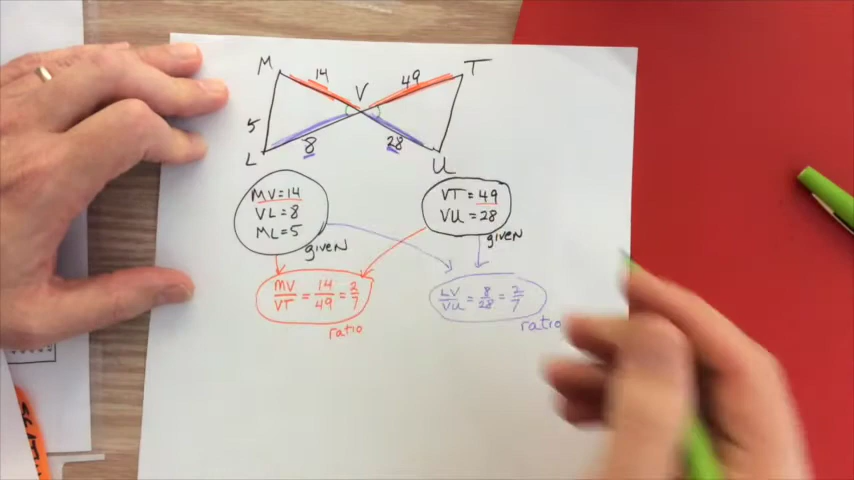 M
14
V
49
T
5
L
8
28
U
MV=14
VL=8
ML=5
given
VT=49
VU=28
given
MV/VT = 14/49 = 2/7
ratio
LV/VU = 8/28 = 2/7
ratio